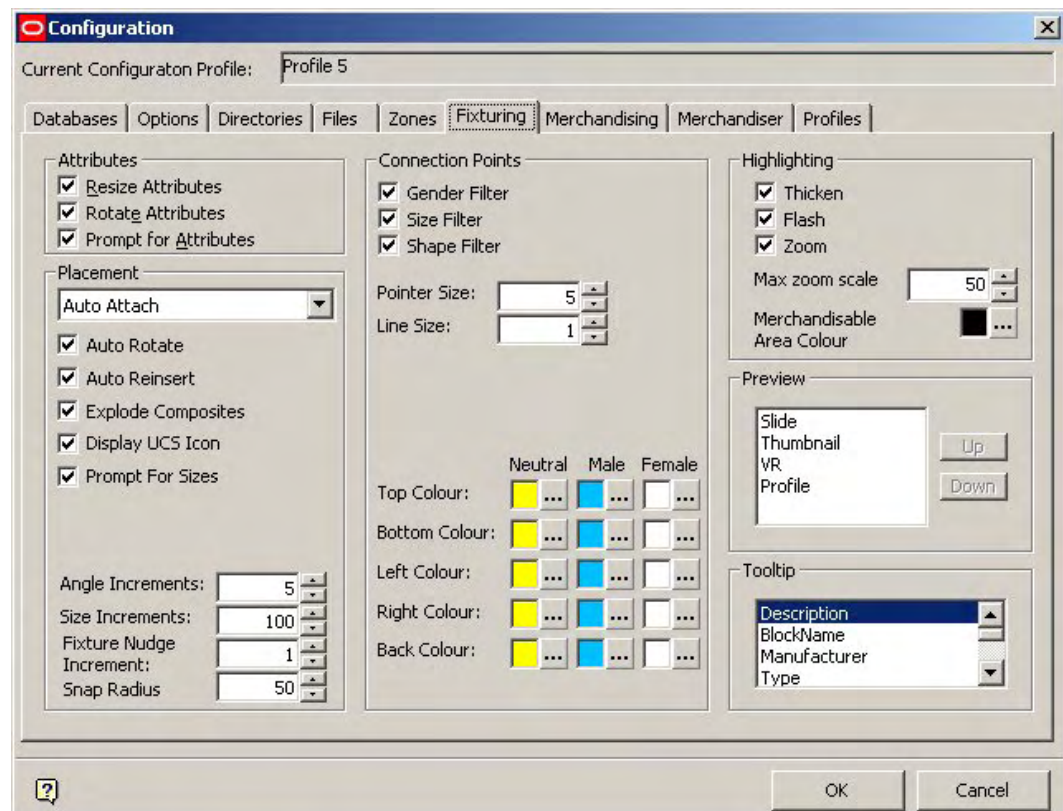 Configuration
Current Configuraton Profile: Profile 5
Databases Options Directories Files Zones Fixturing Merchandising Merchandiser Profiles
Attributes
Resize Attributes
Rotate Attributes
Prompt for Attributes
Placement
Auto Attach
Auto Rotate
Auto Reinsert
Explode Composites
Display UCS Icon
Prompt For Sizes
Angle Increments: 5
Size Increments: 100
Fixture Nudge
Increment: 1
Snap Radius 50
Connection Points
Gender Filter
Size Filter
Shape Filter
Pointer Size: 5
Line Size: 1
Neutral Male Female
Top Colour: ... ... ...
Bottom Colour: ... ... ...
Left Colour: ... ... ...
Right Colour: ... ... ...
Back Colour: ... ... ...
Highlighting
Thicken
Flash
Zoom
Max zoom scale 50
Merchandisable
Area Colour ...
Preview
Slide
Thumbnail
VR
Profile
Up
Down
Tooltip
Description
BlockName
Manufacturer
Type
?
OK Cancel